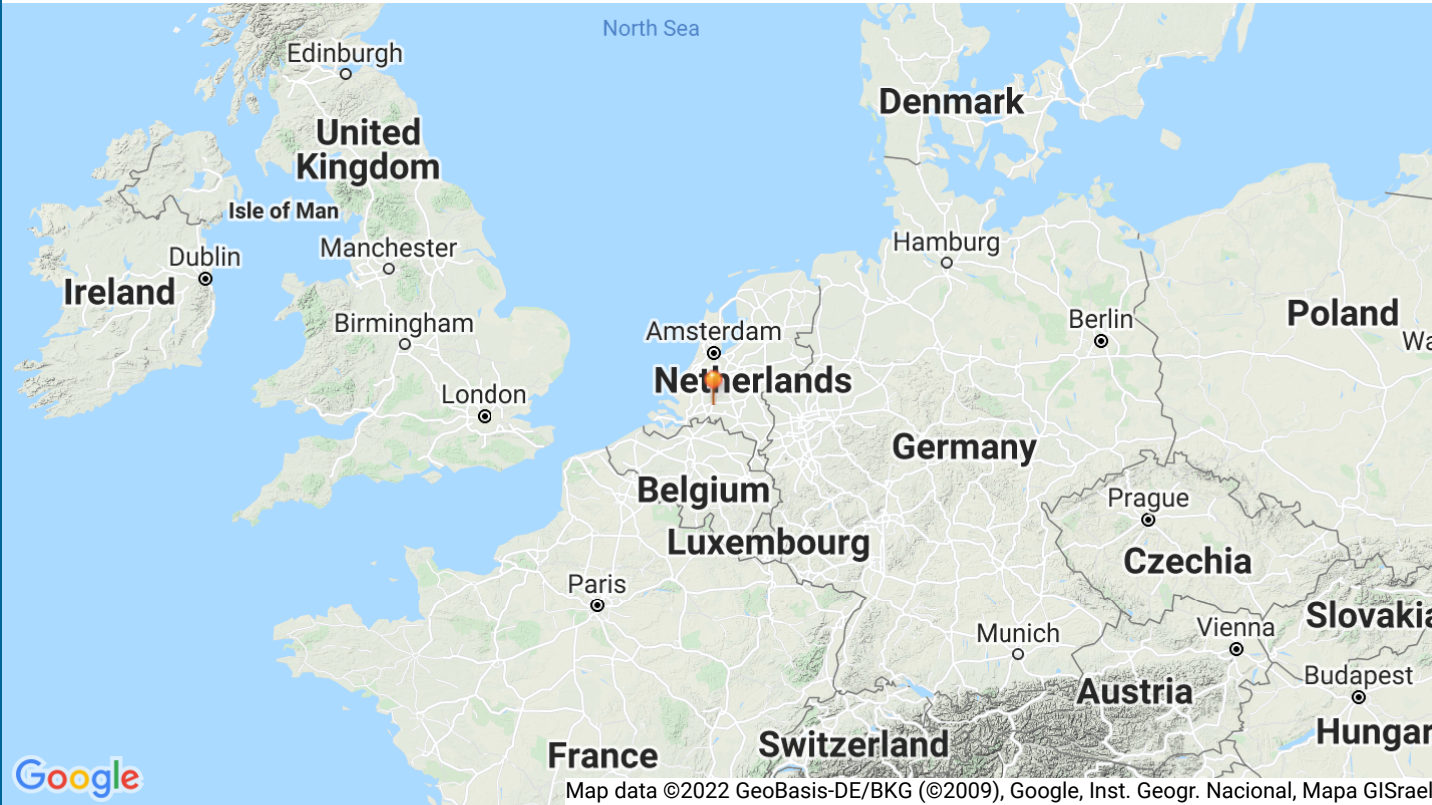 North Sea
Edinburgh
Denmark
United
Kingdom
Isle of Man
Dublin
Manchester
Hamburg
Ireland
Poland
Birmingham
Amsterdam
Berlin
Wa
Netherlands
London
Germany
Belgium
Prague
Luxembourg
Czechia
Paris
Slovakia
Munich
Vienna
Budapest
Austria
Hungar
France
Switzerland
Google
Map data ©2022 GeoBasis-DE/BKG (©2009), Google, Inst. Geogr. Nacional, Mapa GISrael